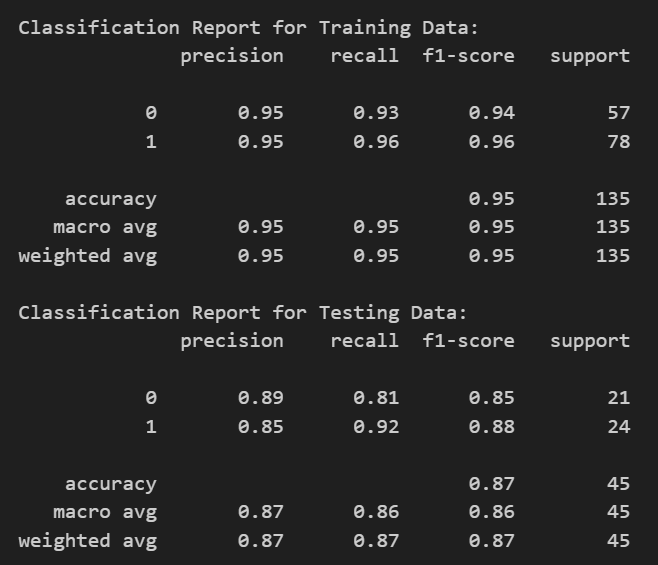 Classification Report for Training Data:
              precision    recall  f1-score   support

           0       0.95      0.93      0.94        57
           1       0.95      0.96      0.96        78

    accuracy                           0.95       135
   macro avg       0.95      0.95      0.95       135
weighted avg       0.95      0.95      0.95       135

Classification Report for Testing Data:
              precision    recall  f1-score   support

           0       0.89      0.81      0.85        21
           1       0.85      0.92      0.88        24

    accuracy                           0.87        45
   macro avg       0.87      0.86      0.86        45
weighted avg       0.87      0.87      0.87        45